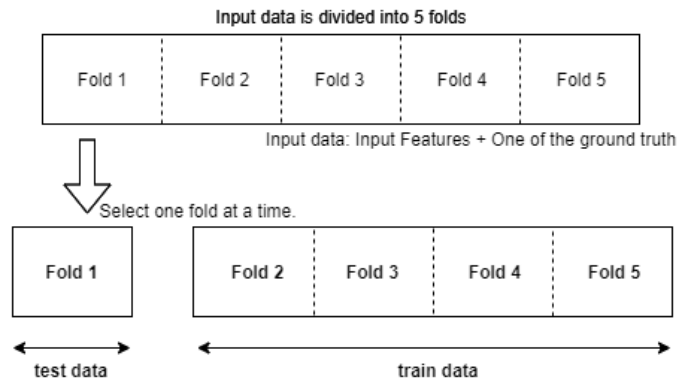 Input data is divided into 5 folds
Fold 1 Fold 2 Fold 3 Fold 4 Fold 5
Input data: Input Features + One of the ground truth
Select one fold at a time.
Fold 1 Fold 2 Fold 3 Fold 4 Fold 5
test data train data